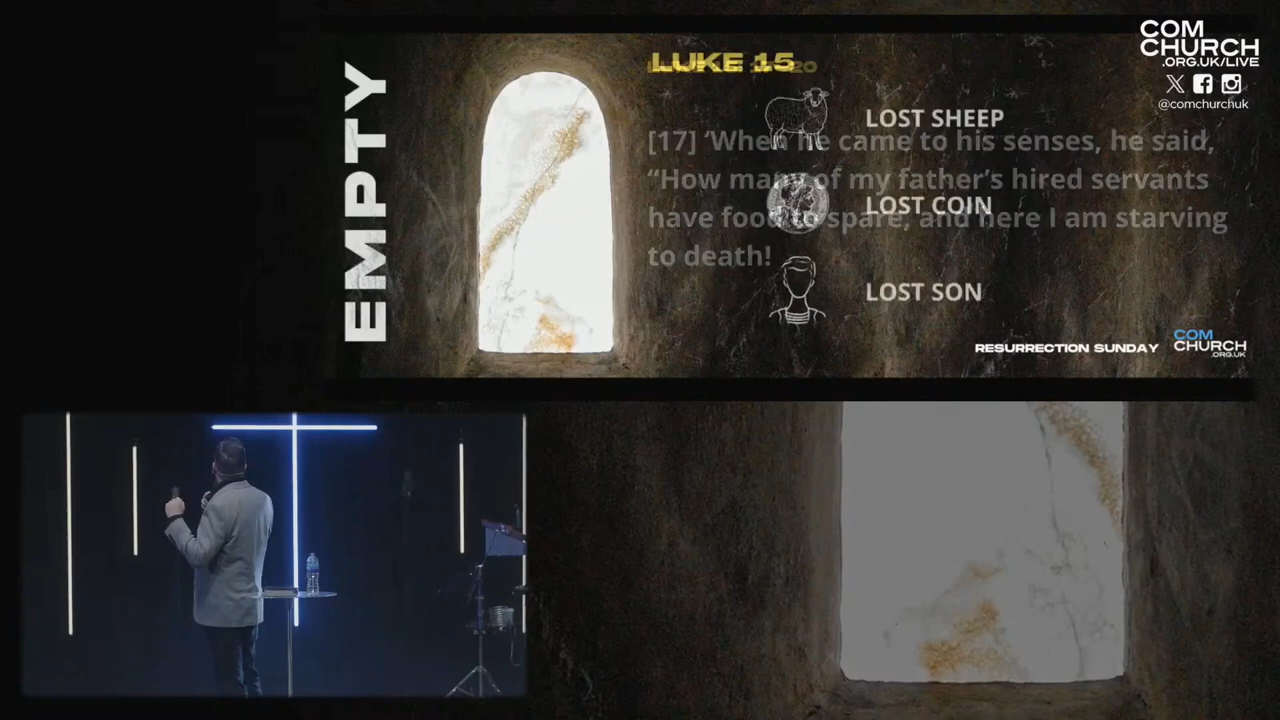 COM
CHURCH
.ORG.UK/LIVE
@comchurchuk
EMPTY
LUKE 15
LOST SHEEP
[17] ‘When he came to his senses, he said,
“How many of my father’s hired servants
LOST COIN
have food to spare, and here I am starving
to death!
LOST SON
RESURRECTION SUNDAY
COM
CHURCH
.ORG.UK